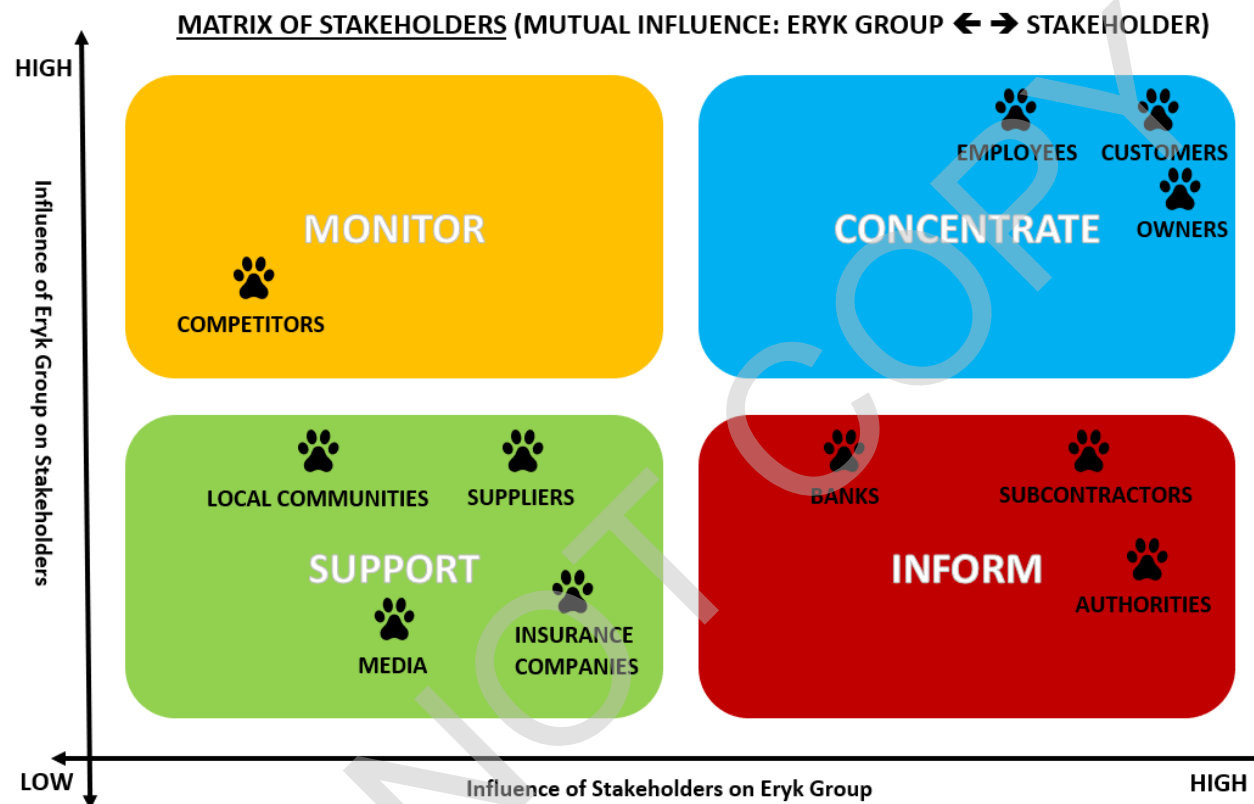 MATRIX OF STAKEHOLDERS (MUTUAL INFLUENCE: ERYK GROUP ← → STAKEHOLDER)
HIGH
Influence of Eryk Group on Stakeholders
MONITOR
COMPETITORS
EMPLOYEES
CUSTOMERS
OWNERS
CONCENTRATE
LOCAL COMMUNITIES
SUPPLIERS
SUPPORT
MEDIA
INSURANCE
COMPANIES
BANKS
SUBCONTRACTORS
INFORM
AUTHORITIES
LOW
Influence of Stakeholders on Eryk Group
HIGH
NOT COPY